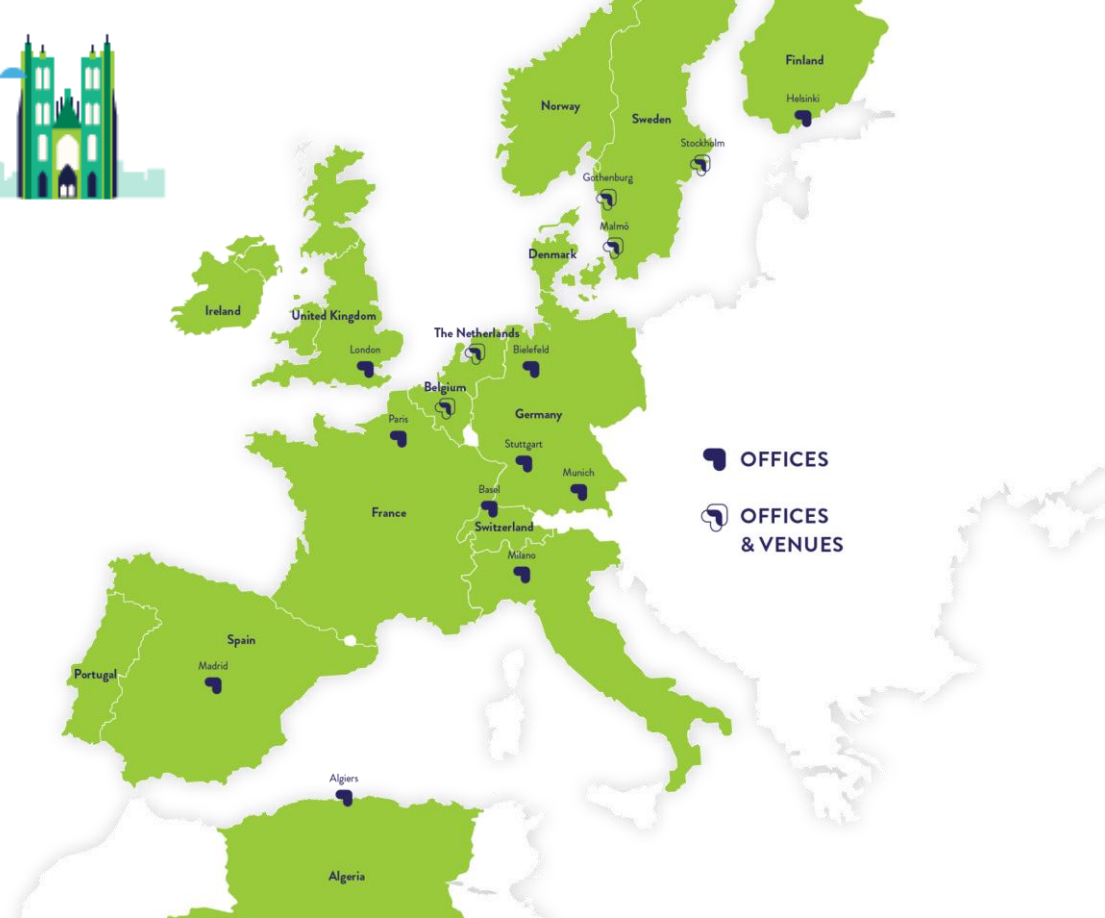 Finland
Helsinki
Norway
Sweden
Stockholm
Gothenburg
Malmö
Denmark
Ireland
United Kingdom
The Netherlands
London
Bielefeld
Belgium
Paris
Germany
Stuttgart
Munich
Basel
France
Switzerland
Milano
OFFICES
OFFICES
& VENUES
Spain
Madrid
Portugal
Algiers
Algeria